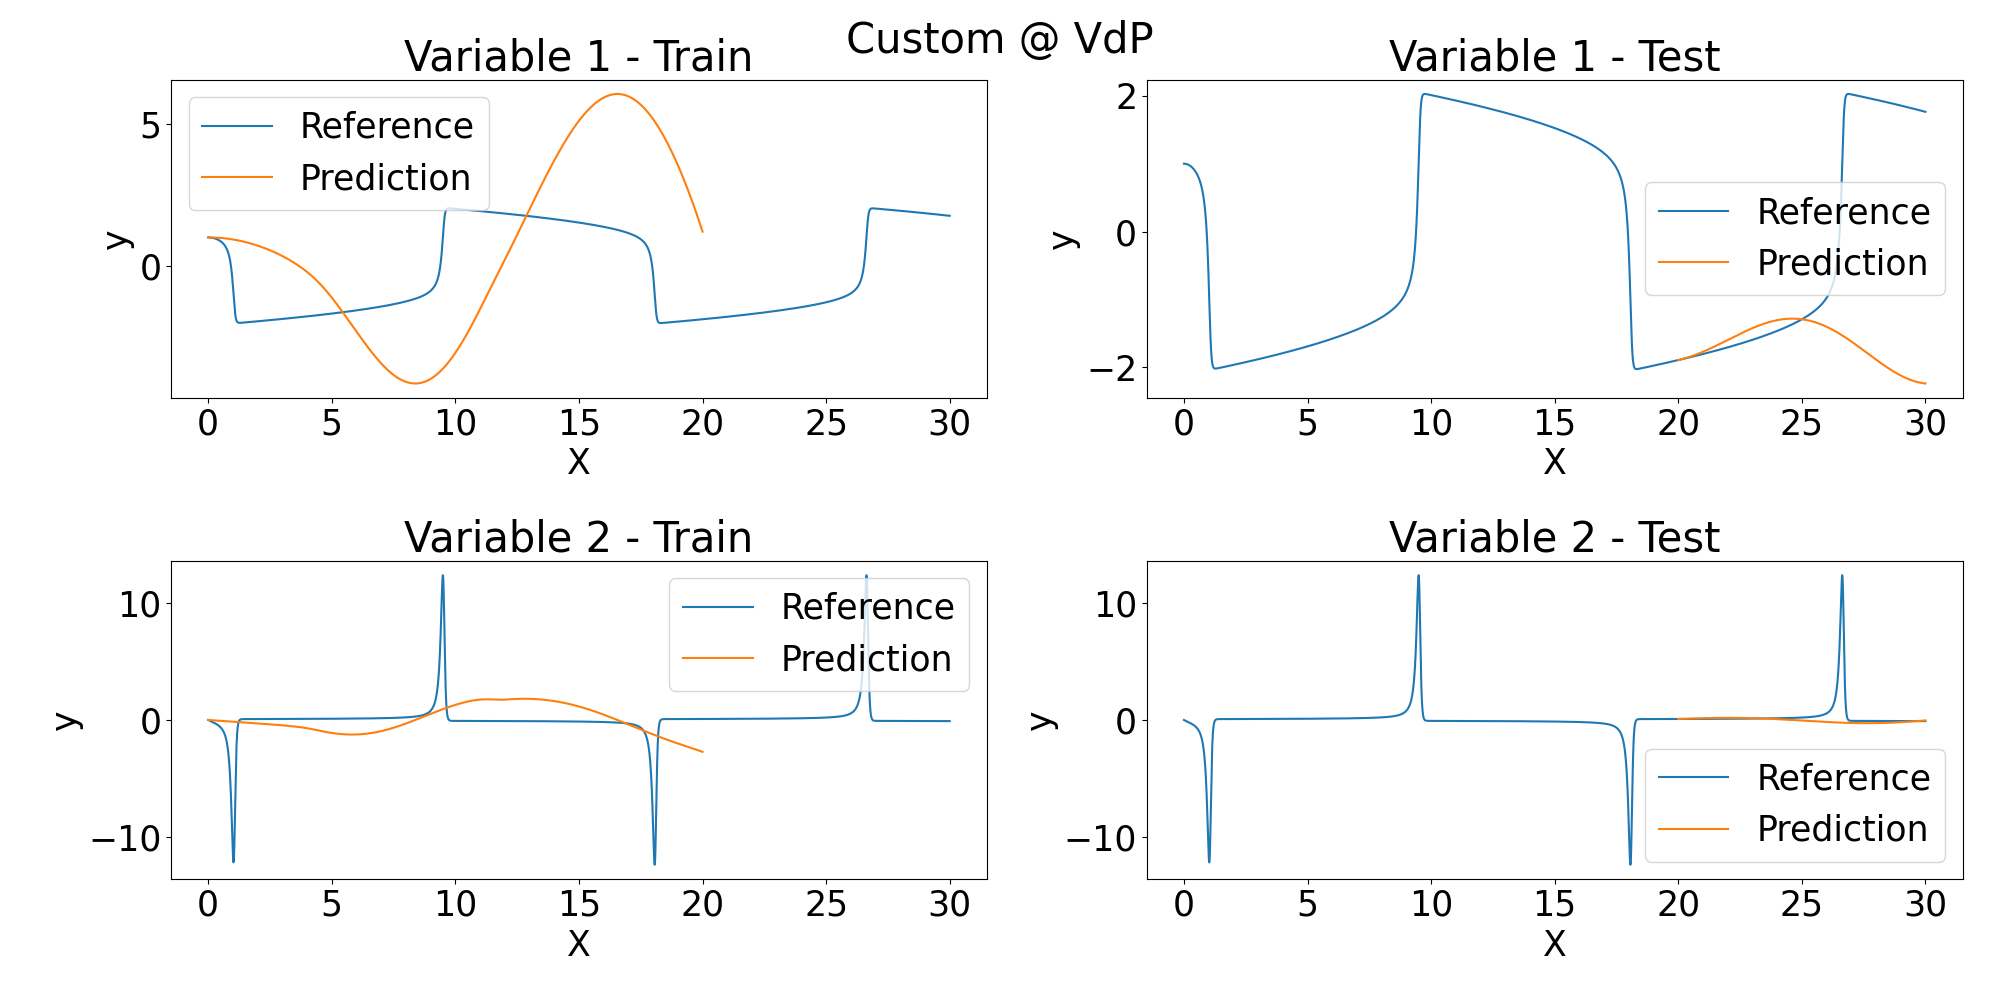 Custom @ VdP
Variable 1 - Train
Reference
Prediction
5
0
y
0 5 10 15 20 25 30
X
Variable 1 - Test
Reference
Prediction
2
0
−2
y
0 5 10 15 20 25 30
X
Variable 2 - Train
Reference
Prediction
10
0
−10
y
0 5 10 15 20 25 30
X
Variable 2 - Test
Reference
Prediction
10
0
−10
y
0 5 10 15 20 25 30
X